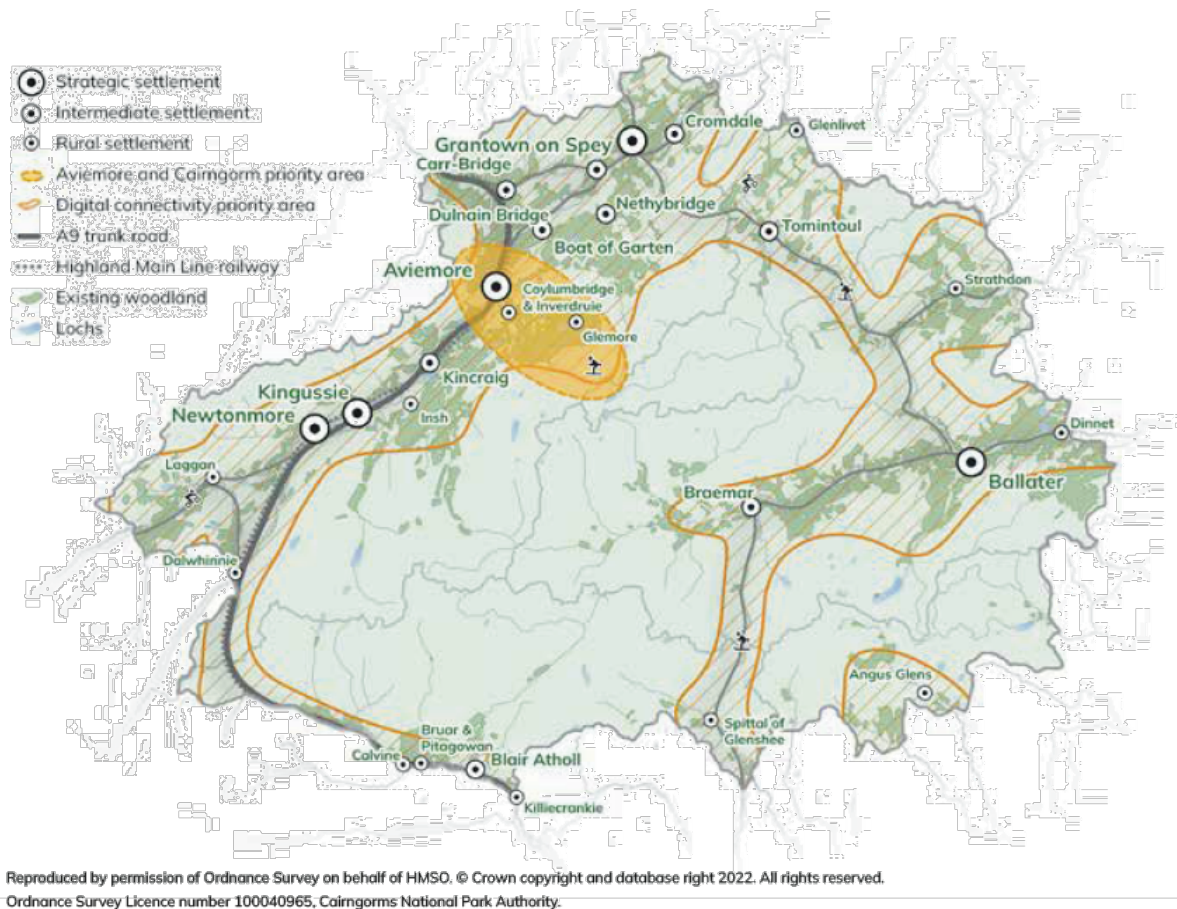 Strategic settlement
Intermediate settlement
Rural settlement
Aviemore and Cairngorm priority area
Digital connectivity priority area
A9 trunk road
Highland Main Line railway
Existing woodland
Lochs
Cromdale
Glenlivet
Grantown on Spey
Carr-Bridge
Nethybridge
Dulnain Bridge
Tomintoul
Boat of Garten
Aviemore
Strathdon
Coylumbridge
& Inverdruie
Glemore
Kincraig
Kingussie
Newtonmore
Insh
Dinnet
Laggan
Ballater
Braemar
Dalwhinnie
Angus Glens
Spittal of
Glenshee
Bruar &
Pitagowan
Calvine
Blair Atholl
Killiecrankie
Reproduced by permission of Ordnance Survey on behalf of HMSO. © Crown copyright and database right 2022. All rights reserved.
Ordnance Survey Licence number 100040965, Cairngorms National Park Authority.